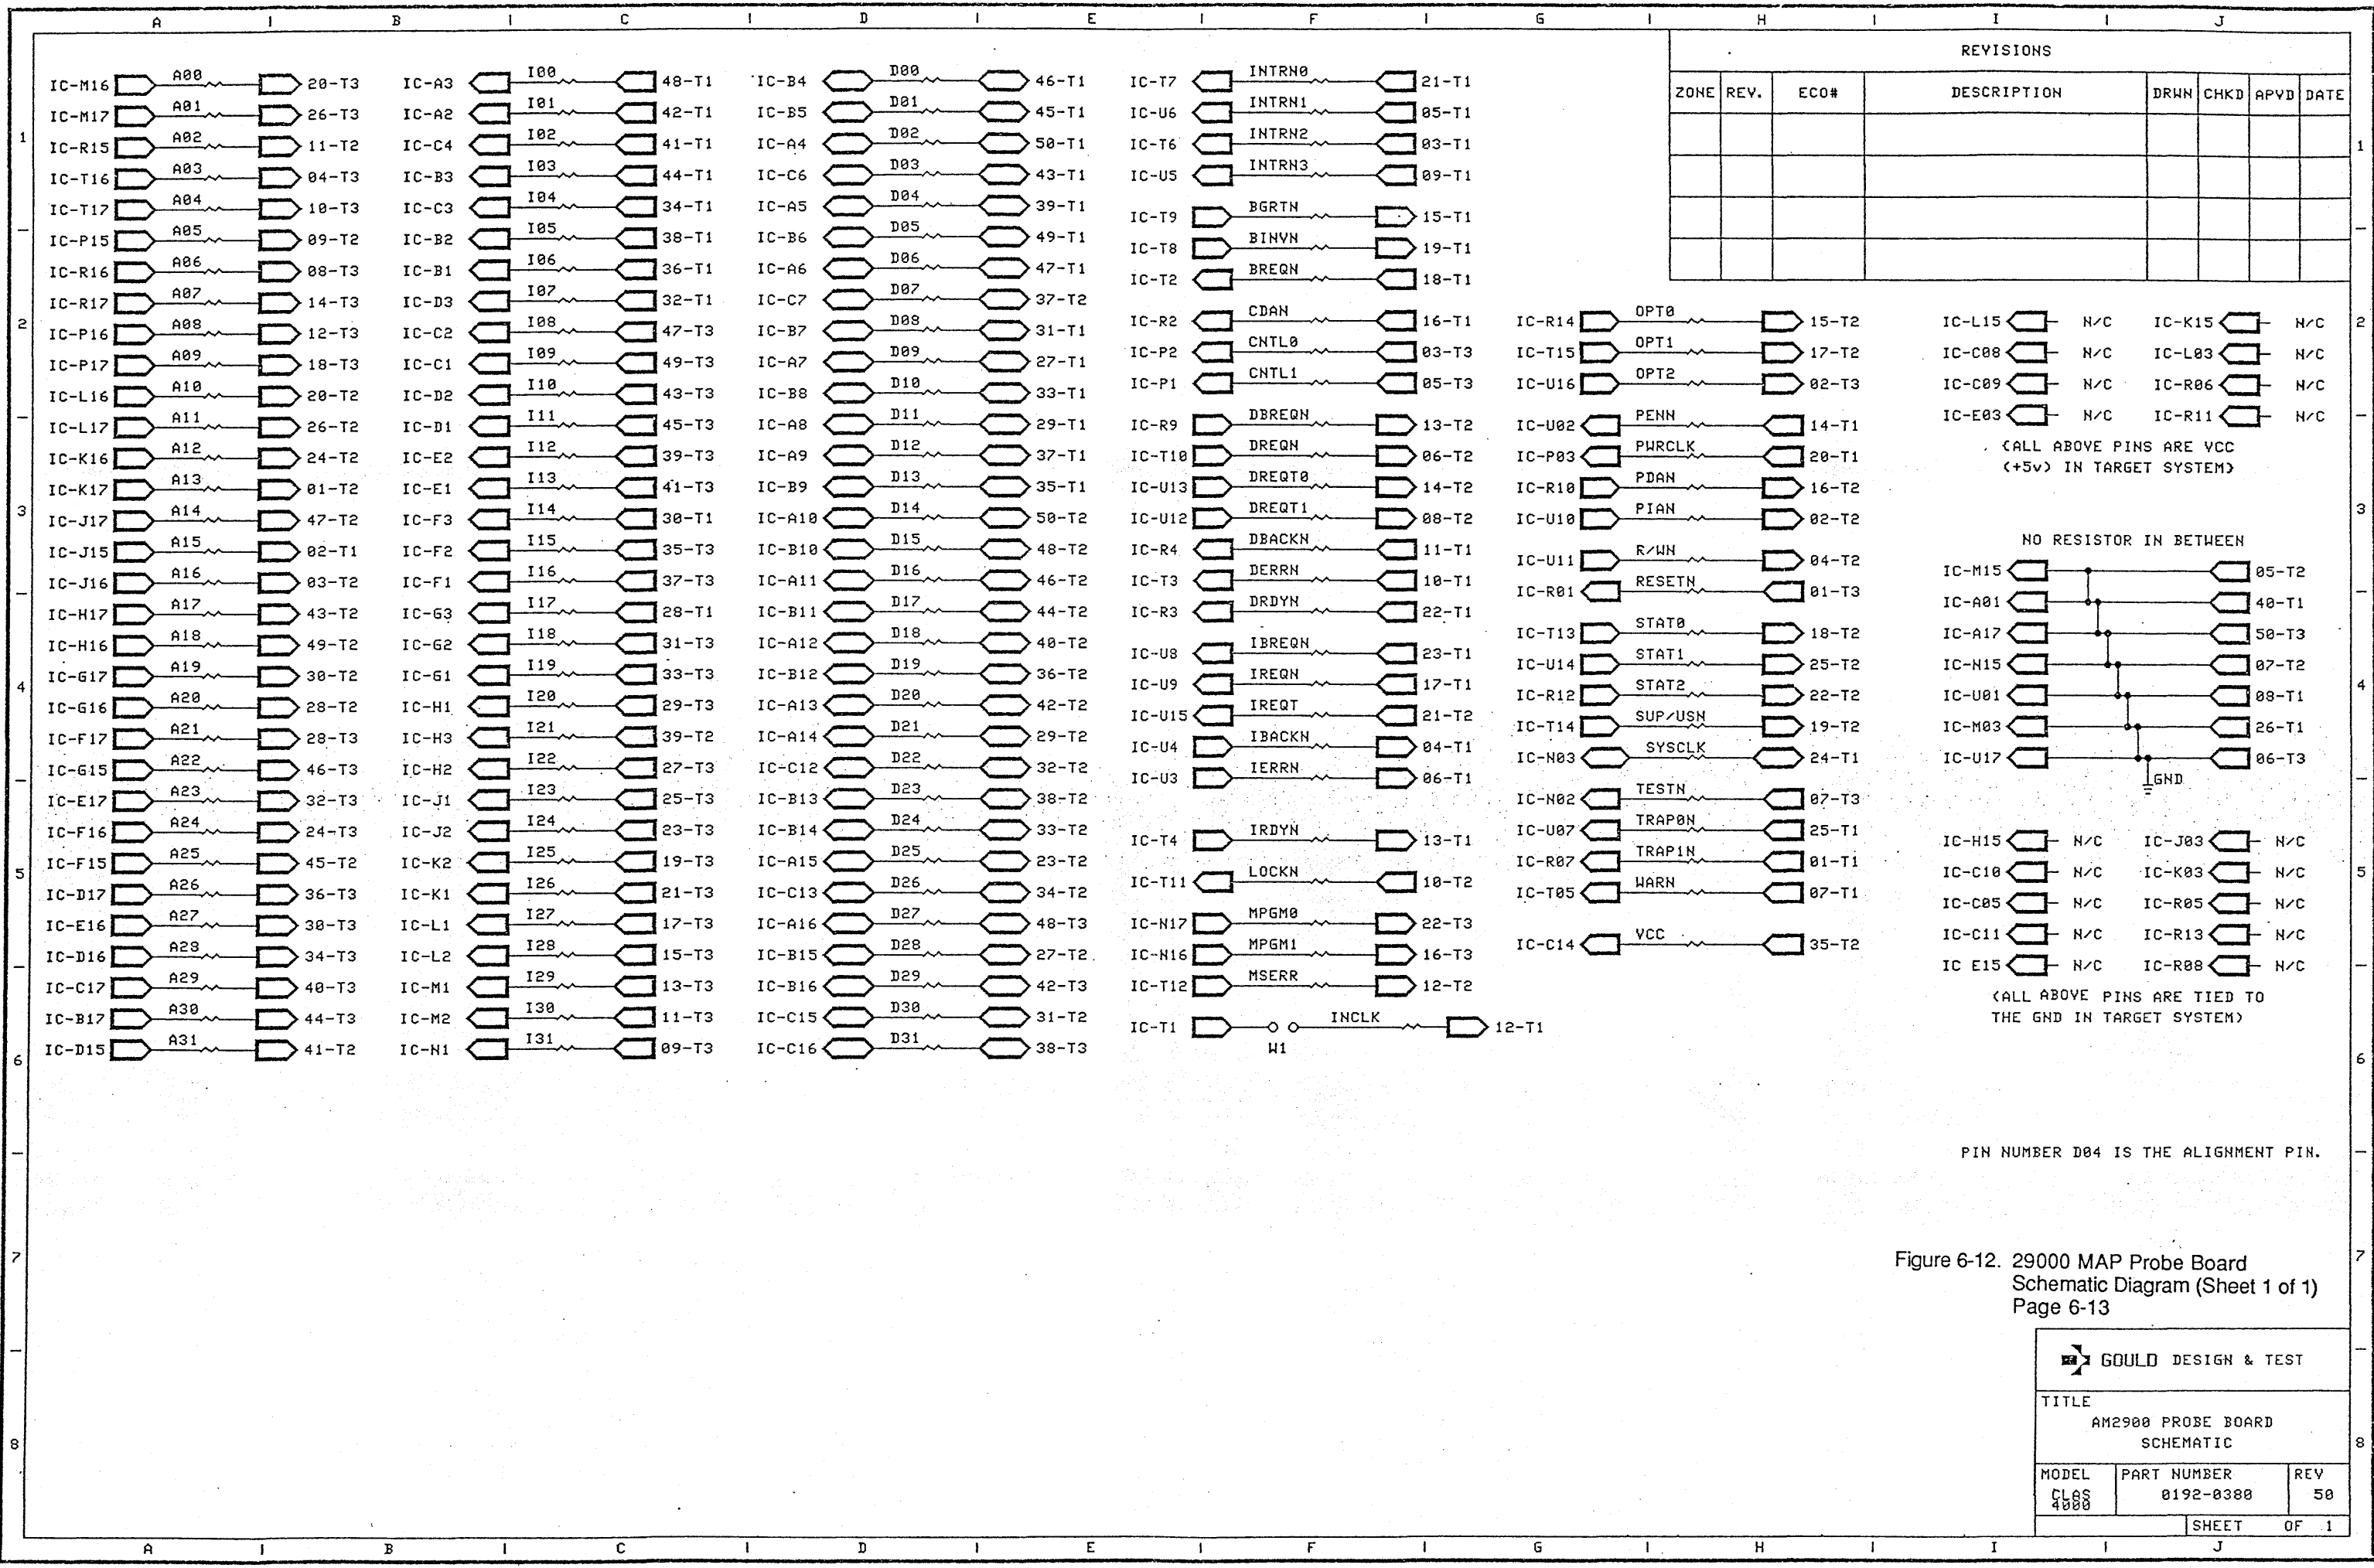 A I B I C I D I E I F I G I H I I I J
IC-M16 A00 20-T3
IC-M17 A01 26-T3
IC-R15 A02 11-T2
IC-T16 A03 04-T3
IC-T17 A04 10-T3
IC-P15 A05 09-T2
IC-R16 A06 08-T3
IC-R17 A07 14-T3
IC-P16 A08 12-T3
IC-P17 A09 18-T3
IC-L16 A10 20-T2
IC-L17 A11 26-T2
IC-K16 A12 24-T2
IC-K17 A13 01-T2
IC-J17 A14 47-T2
IC-J15 A15 02-T1
IC-J16 A16 03-T2
IC-H17 A17 43-T2
IC-H16 A18 49-T2
IC-G17 A19 30-T2
IC-G16 A20 28-T2
IC-F17 A21 28-T3
IC-G15 A22 46-T3
IC-E17 A23 32-T3
IC-F16 A24 24-T3
IC-F15 A25 45-T2
IC-D17 A26 36-T3
IC-E16 A27 30-T3
IC-D16 A28 34-T3
IC-C17 A29 40-T3
IC-B17 A30 44-T3
IC-D15 A31 41-T2
IC-A3 I00 48-T1
IC-A2 I01 42-T1
IC-C4 I02 41-T1
IC-B3 I03 44-T1
IC-C3 I04 34-T1
IC-B2 I05 38-T1
IC-B1 I06 36-T1
IC-D3 I07 32-T1
IC-C2 I08 47-T3
IC-C1 I09 49-T3
IC-D2 I10 43-T3
IC-D1 I11 45-T3
IC-E2 I12 39-T3
IC-E1 I13 41-T3
IC-F3 I14 30-T1
IC-F2 I15 35-T3
IC-F1 I16 37-T3
IC-G3 I17 28-T1
IC-G2 I18 31-T3
IC-G1 I19 33-T3
IC-H1 I20 29-T3
IC-H3 I21 39-T2
IC-H2 I22 27-T3
IC-J1 I23 25-T3
IC-J2 I24 23-T3
IC-K2 I25 19-T3
IC-K1 I26 21-T3
IC-L1 I27 17-T3
IC-L2 I28 15-T3
IC-M1 I29 13-T3
IC-M2 I30 11-T3
IC-N1 I31 09-T3
IC-B4 D00 46-T1
IC-B5 D01 45-T1
IC-A4 D02 50-T1
IC-C6 D03 43-T1
IC-A5 D04 39-T1
IC-B6 D05 49-T1
IC-A6 D06 47-T1
IC-C7 D07 37-T2
IC-B7 D08 31-T1
IC-A7 D09 27-T1
IC-B8 D10 33-T1
IC-A8 D11 29-T1
IC-A9 D12 37-T1
IC-B9 D13 35-T1
IC-A10 D14 50-T2
IC-B10 D15 48-T2
IC-A11 D16 46-T2
IC-B11 D17 44-T2
IC-A12 D18 40-T2
IC-B12 D19 36-T2
IC-A13 D20 42-T2
IC-A14 D21 29-T2
IC-C12 D22 32-T2
IC-B13 D23 38-T2
IC-B14 D24 33-T2
IC-A15 D25 23-T2
IC-C13 D26 34-T2
IC-A16 D27 48-T3
IC-B15 D28 27-T2
IC-B16 D29 42-T3
IC-C15 D30 31-T2
IC-C16 D31 38-T3
IC-T7 INTRN0 21-T1
IC-U6 INTRN1 05-T1
IC-T6 INTRN2 03-T1
IC-U5 INTRN3 09-T1
IC-T9 BGRTN 15-T1
IC-T8 BINVN 19-T1
IC-T2 BREQN 18-T1
IC-R2 CDAN 16-T1
IC-P2 CNTL0 03-T3
IC-P1 CNTL1 05-T3
IC-R9 DBREQN 13-T2
IC-T10 DREQN 06-T2
IC-U13 DREQT0 14-T2
IC-U12 DREQT1 08-T2
IC-R4 DBACKN 11-T1
IC-T3 DERRN 10-T1
IC-R3 DRDYN 22-T1
IC-U8 IBREQN 23-T1
IC-U9 IREQN 17-T1
IC-U15 IREQT 21-T2
IC-U4 IBACKN 04-T1
IC-U3 IERRN 06-T1
IC-T4 IRDYN 13-T1
IC-T11 LOCKN 10-T2
IC-N17 MPGM0 22-T3
IC-N16 MPGM1 16-T3
IC-T12 MSERR 12-T2
IC-T1 INCLK 12-T1
W1
IC-R14 OPT0 15-T2
IC-T15 OPT1 17-T2
IC-U16 OPT2 02-T3
IC-U02 PENN 14-T1
IC-P03 PWRCLK 20-T1
IC-R10 PDAN 16-T2
IC-U10 PIAN 02-T2
IC-U11 R/WN 04-T2
IC-R01 RESETN 01-T3
IC-T13 STAT0 18-T2
IC-U14 STAT1 25-T2
IC-R12 STAT2 22-T2
IC-T14 SUP/USN 19-T2
IC-N03 SYSCLK 24-T1
IC-N02 TESTN 07-T3
IC-U07 TRAP0N 25-T1
IC-R07 TRAP1N 01-T1
IC-T05 WARN 07-T1
IC-C14 VCC 35-T2
REVISIONS
ZONE REV. ECO# DESCRIPTION DRWN CHKD APVD DATE
IC-L15 N/C IC-K15 N/C
IC-C08 N/C IC-L03 N/C
IC-C09 N/C IC-R06 N/C
IC-E03 N/C IC-R11 N/C
(ALL ABOVE PINS ARE VCC
(+5v) IN TARGET SYSTEM)
NO RESISTOR IN BETWEEN
IC-M15 05-T2
IC-A01 40-T1
IC-A17 50-T3
IC-N15 07-T2
IC-U01 08-T1
IC-M03 26-T1
IC-U17 06-T3
GND
IC-H15 N/C IC-J03 N/C
IC-C10 N/C IC-K03 N/C
IC-C05 N/C IC-R05 N/C
IC-C11 N/C IC-R13 N/C
IC E15 N/C IC-R08 N/C
(ALL ABOVE PINS ARE TIED TO
THE GND IN TARGET SYSTEM)
PIN NUMBER D04 IS THE ALIGNMENT PIN.
Figure 6-12. 29000 MAP Probe Board
Schematic Diagram (Sheet 1 of 1)
Page 6-13
GOULD DESIGN & TEST
TITLE
AM2900 PROBE BOARD
SCHEMATIC
MODEL PART NUMBER REV
CLAS 0192-0380 50
4000
SHEET OF 1
1 2 3 4 5 6 7 8
1 2 3 4 5 6 7 8
A I B I C I D I E I F I G I H I I I J